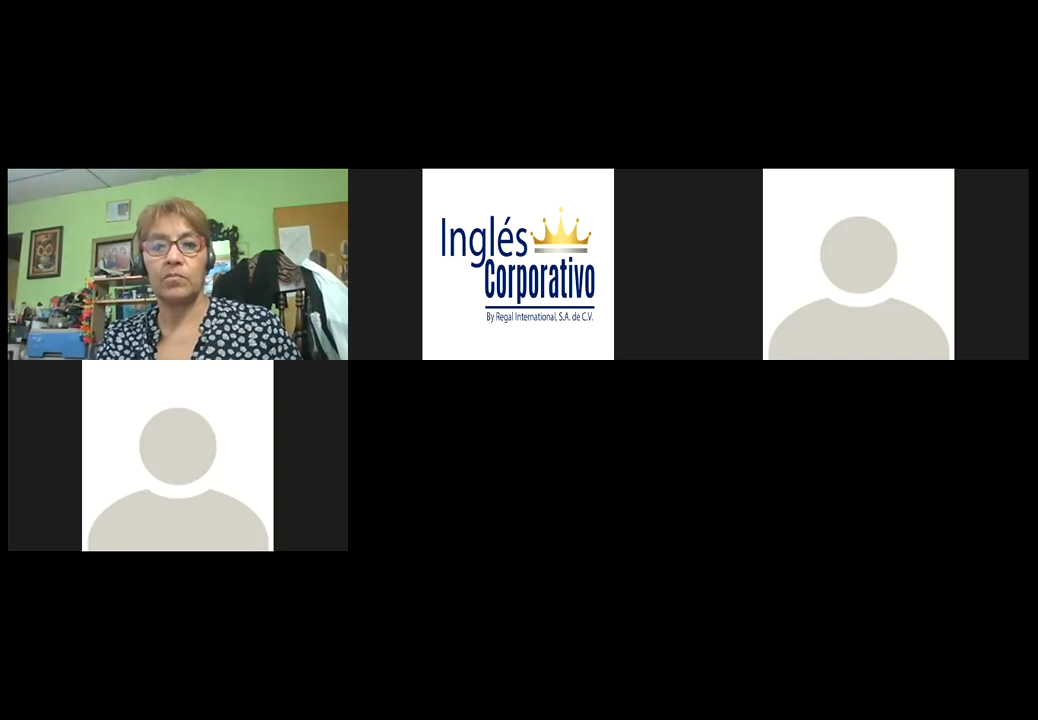 Inglés
Corporativo
By Regal International, S.A. de C.V.